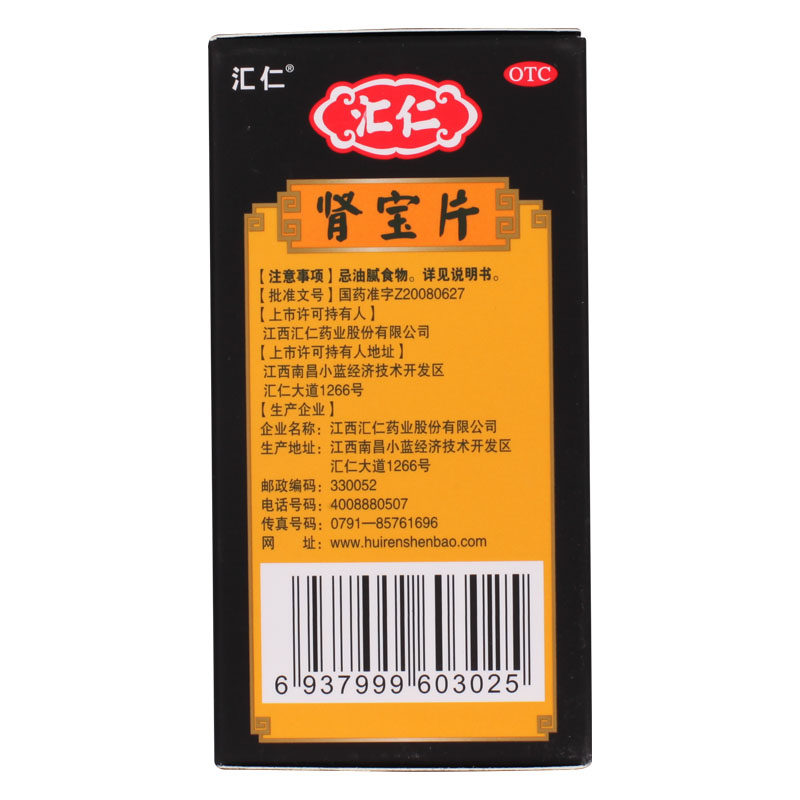 汇仁®
OTC
汇仁
肾宝片
【注意事项】忌油腻食物。详见说明书。
【批准文号】国药准字Z20080627
【上市许可持有人】
江西汇仁药业股份有限公司
【上市许可持有人地址】
江西南昌小蓝经济技术开发区
汇仁大道1266号
【生产企业】
企业名称：江西汇仁药业股份有限公司
生产地址：江西南昌小蓝经济技术开发区
汇仁大道1266号
邮政编码：330052
电话号码：4008880507
传真号码：0791—85761696
网　　址：www.huirenshenbao.com
6 937999 603025